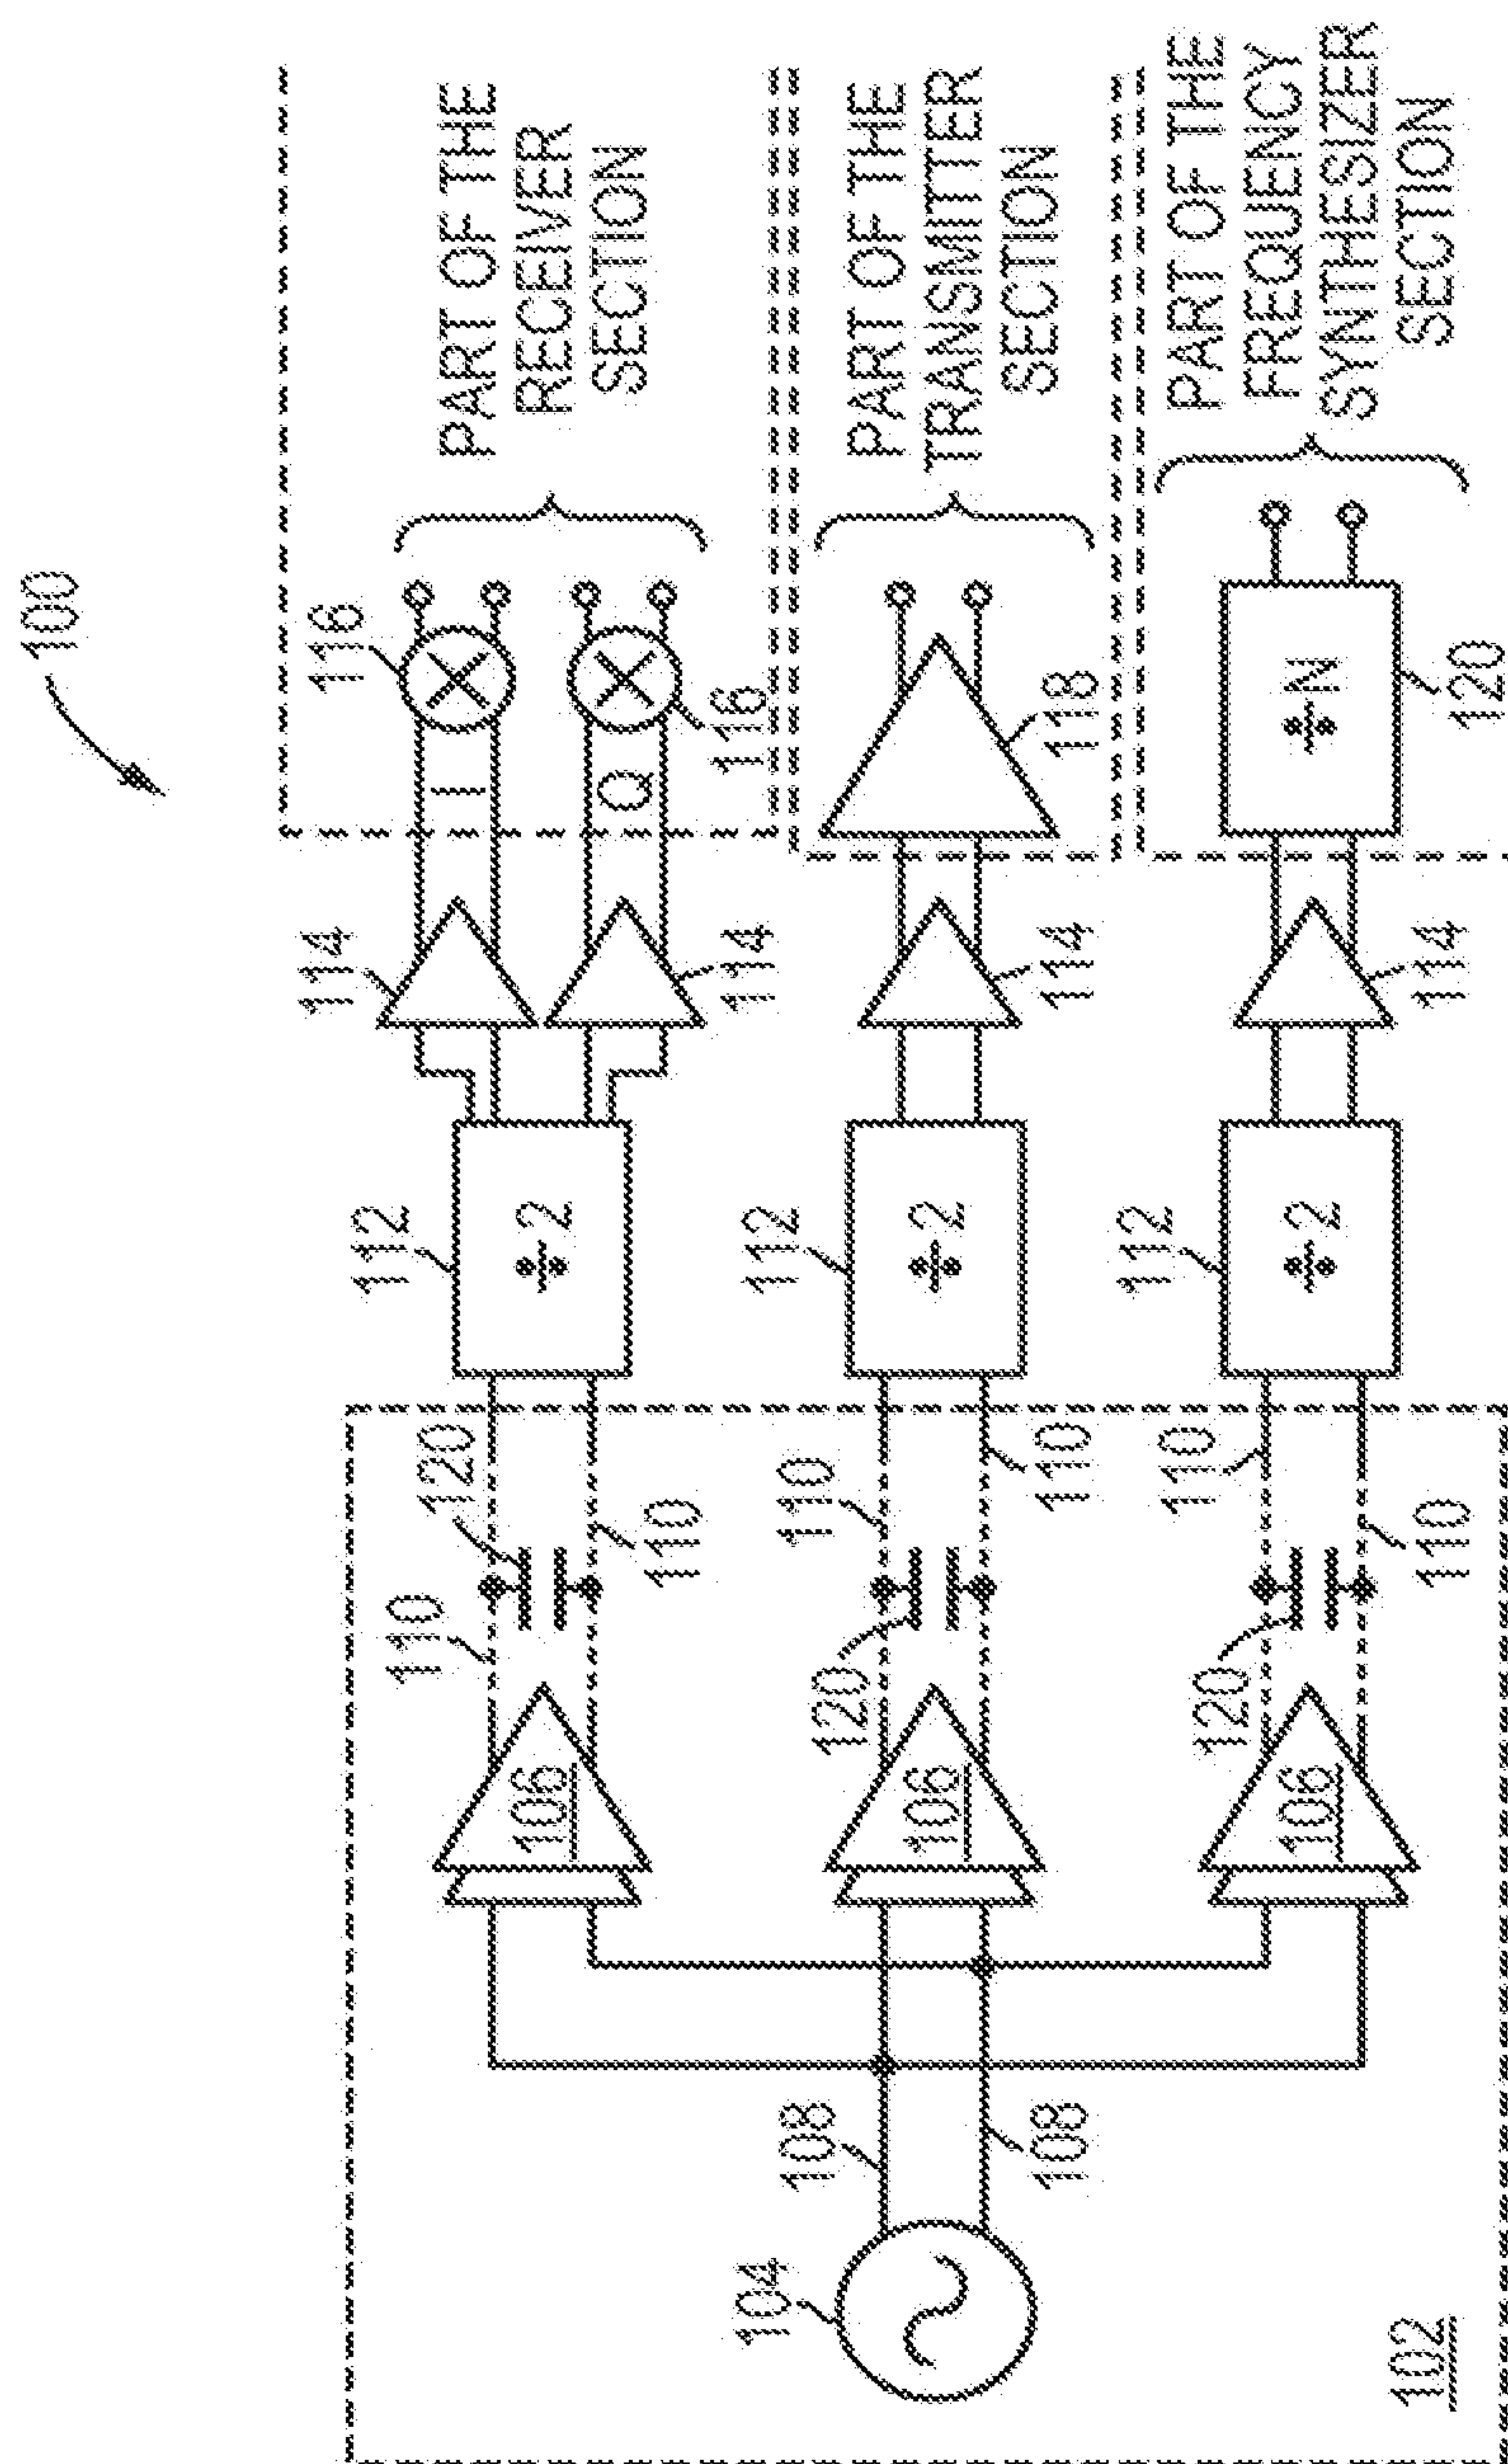 100
PART OF THE
RECEIVER
SECTION
116
I
Q
116
114
114
112
÷ 2
120
110
110
106
PART OF THE
TRANSMITTER
SECTION
118
114
112
÷ 2
110
110
120
106
108
108
104
PART OF THE
FREQUENCY
SYNTHESIZER
SECTION
÷ N
120
114
112
÷ 2
110
110
120
106
102